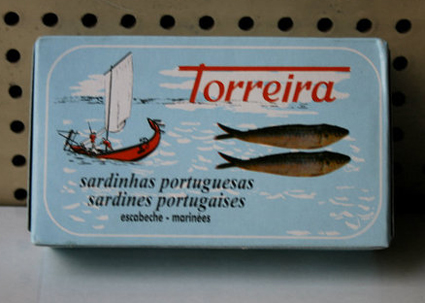 Torreira
sardinhas portuguesas
sardines portugaises
escabeche - marinées